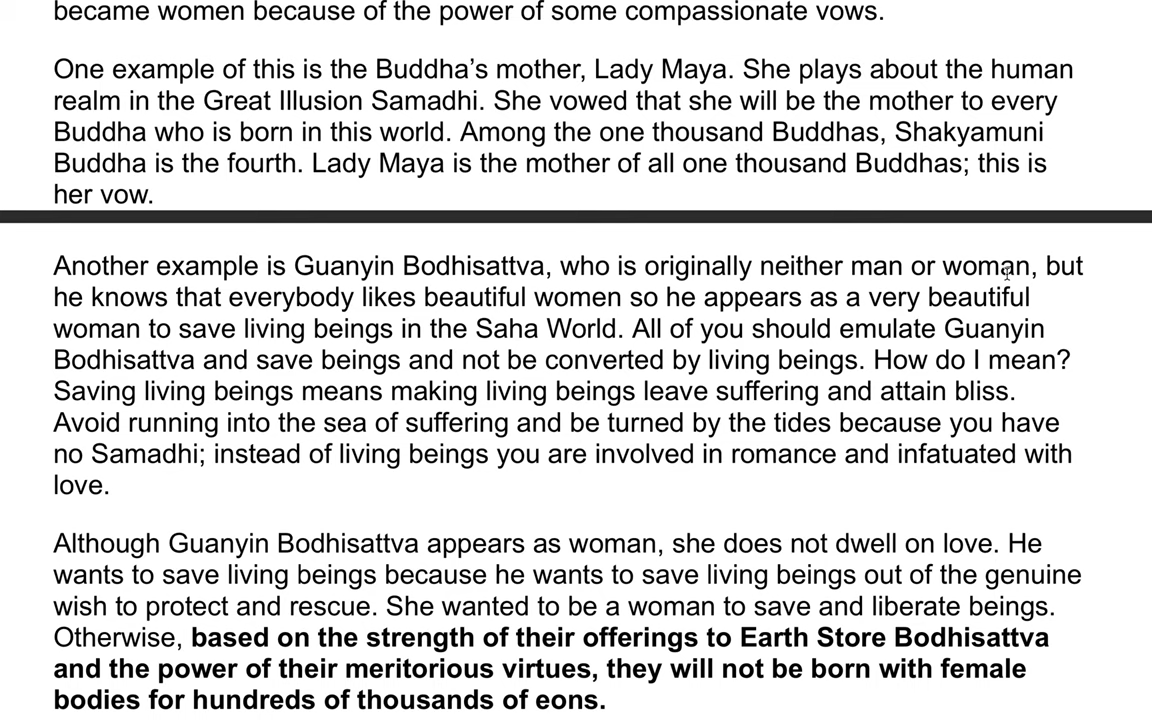 became women because of the power of some compassionate vows.
One example of this is the Buddha’s mother, Lady Maya. She plays about the human
realm in the Great Illusion Samadhi. She vowed that she will be the mother to every
Buddha who is born in this world. Among the one thousand Buddhas, Shakyamuni
Buddha is the fourth. Lady Maya is the mother of all one thousand Buddhas; this is
her vow.
Another example is Guanyin Bodhisattva, who is originally neither man or woman, but
he knows that everybody likes beautiful women so he appears as a very beautiful
woman to save living beings in the Saha World. All of you should emulate Guanyin
Bodhisattva and save beings and not be converted by living beings. How do I mean?
Saving living beings means making living beings leave suffering and attain bliss.
Avoid running into the sea of suffering and be turned by the tides because you have
no Samadhi; instead of living beings you are involved in romance and infatuated with
love.
Although Guanyin Bodhisattva appears as woman, she does not dwell on love. He
wants to save living beings because he wants to save living beings out of the genuine
wish to protect and rescue. She wanted to be a woman to save and liberate beings.
Otherwise, based on the strength of their offerings to Earth Store Bodhisattva
and the power of their meritorious virtues, they will not be born with female
bodies for hundreds of thousands of eons.